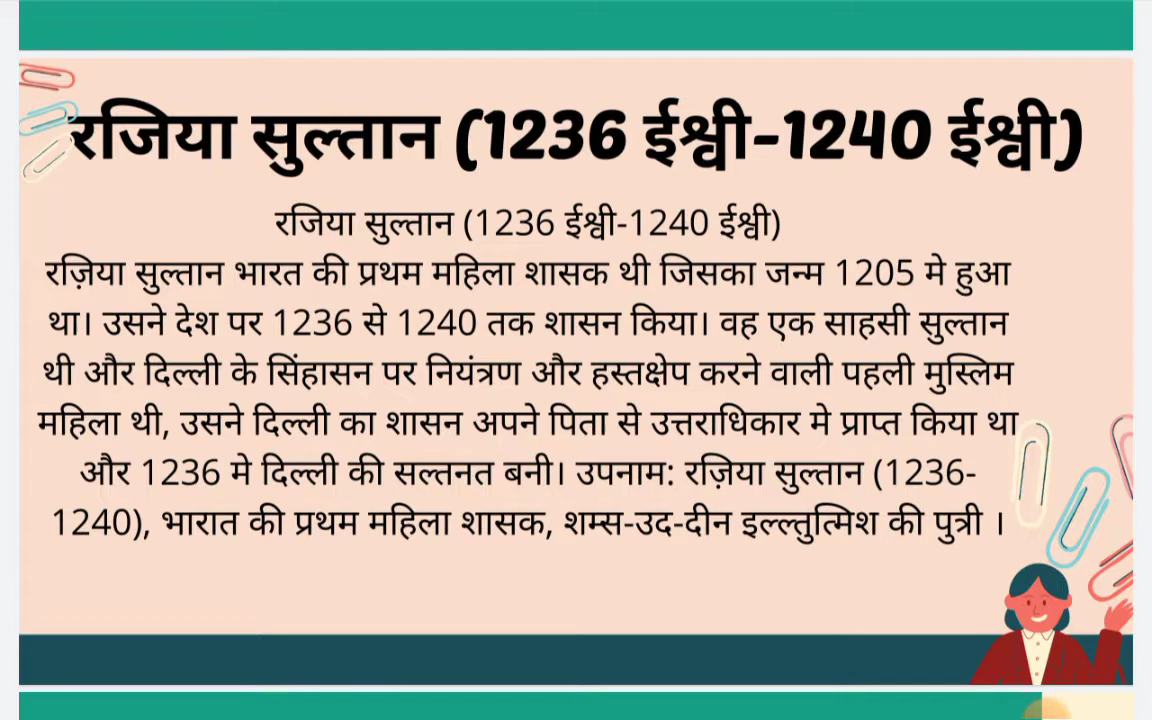 रजिया सुल्तान (1236 ईश्वी-1240 ईश्वी)
रजिया सुल्तान (1236 ईश्वी-1240 ईश्वी)
रज़िया सुल्तान भारत की प्रथम महिला शासक थी जिसका जन्म 1205 मे हुआ
था। उसने देश पर 1236 से 1240 तक शासन किया। वह एक साहसी सुल्तान
थी और दिल्ली के सिंहासन पर नियंत्रण और हस्तक्षेप करने वाली पहली मुस्लिम
महिला थी, उसने दिल्ली का शासन अपने पिता से उत्तराधिकार मे प्राप्त किया था
और 1236 मे दिल्ली की सल्तनत बनी। उपनाम: रज़िया सुल्तान (1236-
1240), भारात की प्रथम महिला शासक, शम्स-उद-दीन इल्ल्तुत्मिश की पुत्री ।